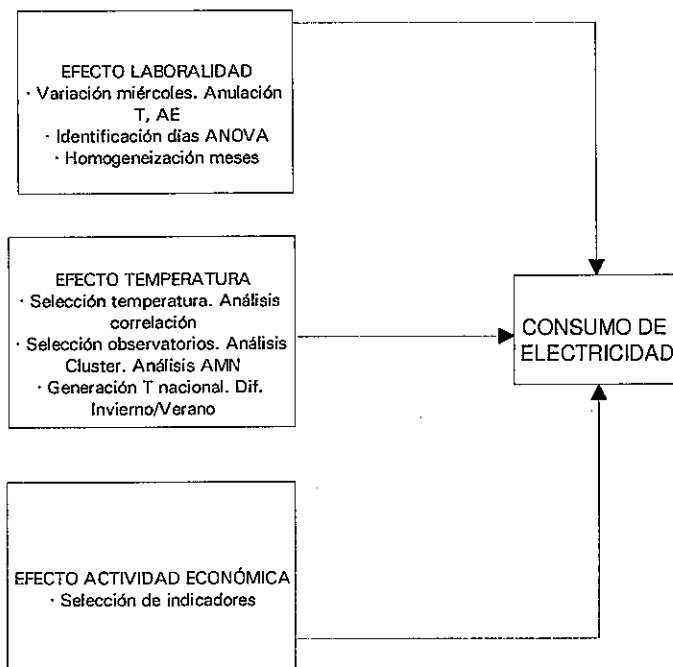 EFECTO LABORALIDAD
· Variación miércoles. Anulación
T, AE
· Identificación días ANOVA
· Homogeneización meses
EFECTO TEMPERATURA
· Selección temperatura. Análisis
correlación
· Selección observatorios. Análisis
Cluster. Análisis AMN
· Generación T nacional. Dif.
Invierno/Verano
CONSUMO DE
ELECTRICIDAD
EFECTO ACTIVIDAD ECONÓMICA
· Selección de indicadores